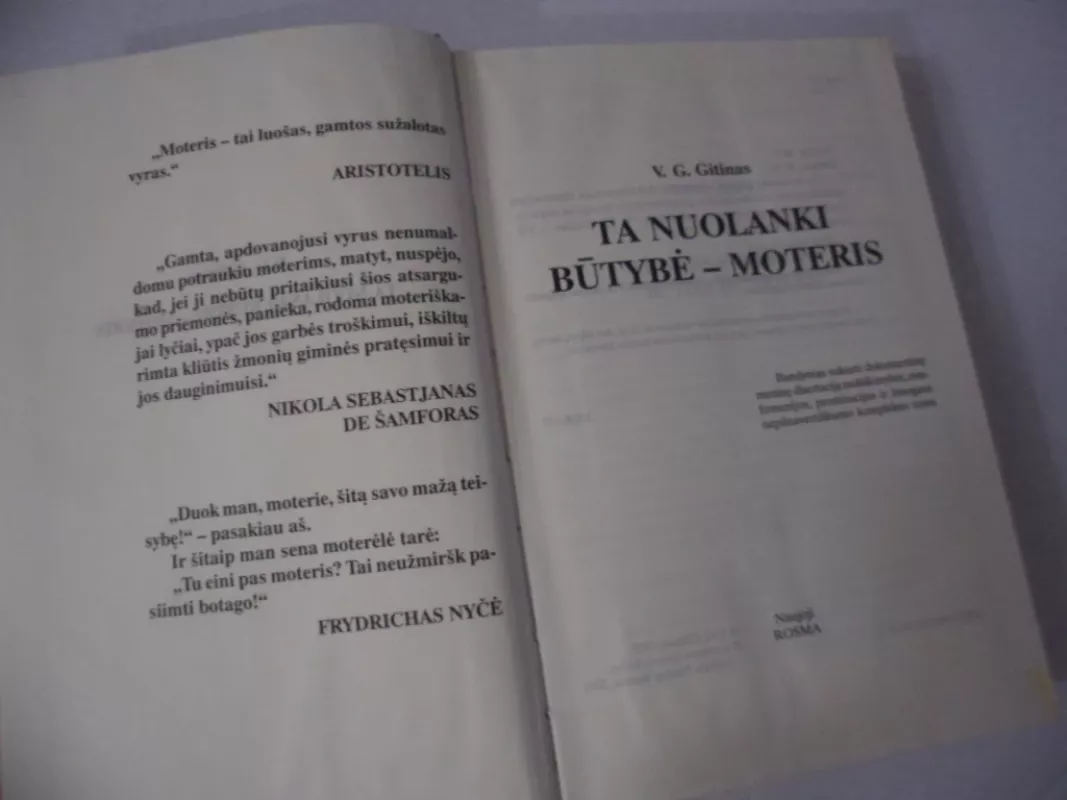 „Moteris – tai luošas, gamtos sužalotas
vyras.“
ARISTOTELIS
„Gamta, apdovanojusi vyrus nenumal-
domu potraukiu moterims, matyt, nuspėjo,
kad, jei ji nebūtų pritaikiusi šios atsargu-
mo priemonės, panieka, rodoma moteriška-
jai lyčiai, ypač jos garbės troškimui, iškiltų
rimta kliūtis žmonių giminės pratęsimui ir
jos dauginimuisi.“
NIKOLA SEBASTJANAS
DE ŠAMFORAS
„Duok man, moterie, šitą savo mažą tei-
sybę!“ – pasakiau aš.
Ir šitaip man sena moterėlė tarė:
„Tu eini pas moteris? Tai neužmiršk pa-
siimti botago!“
FRYDRICHAS NYČĖ
V. G. Gitinas
TA NUOLANKI
BŪTYBĖ – MOTERIS
Bandymas sukurti dokumentinę
Naujoji
ROSMA